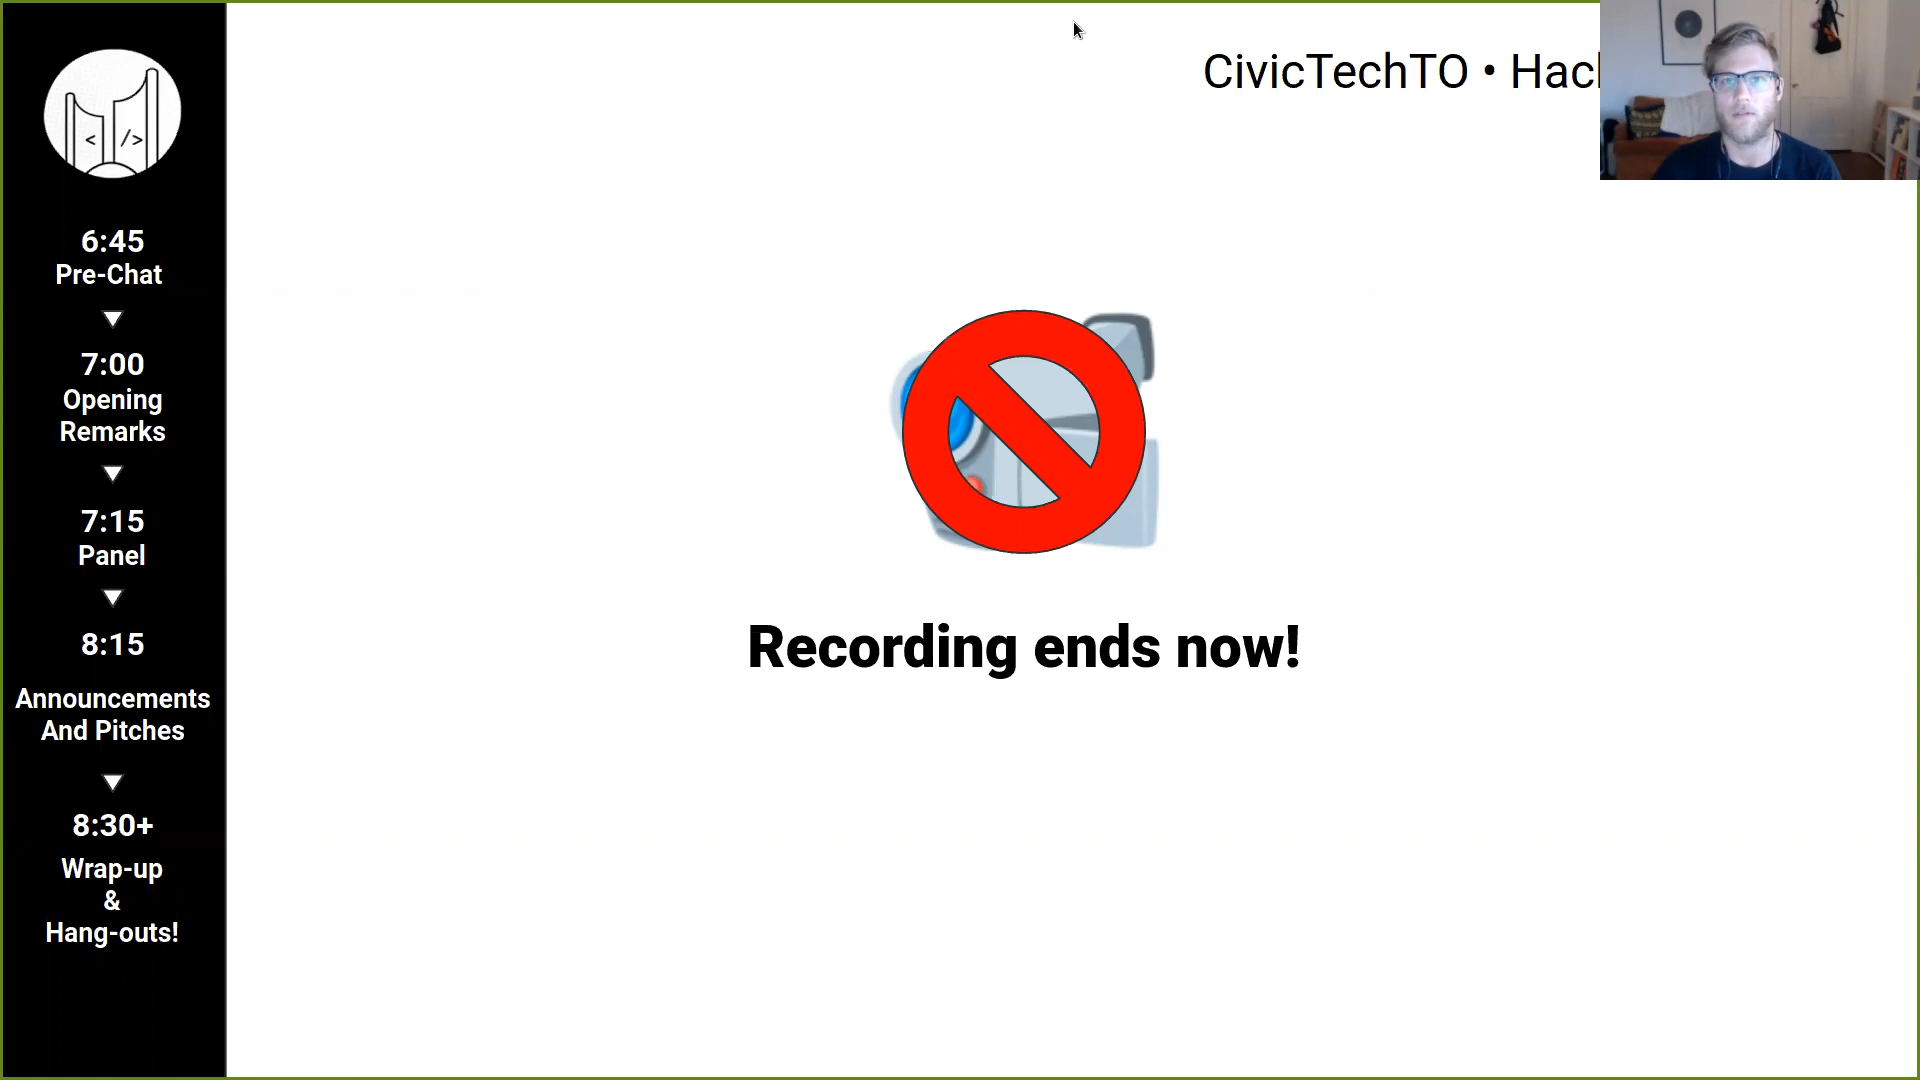 < />
6:45
Pre-Chat
7:00
Opening
Remarks
7:15
Panel
8:15
Announcements
And Pitches
8:30+
Wrap-up
&
Hang-outs!
CivicTechTO •
Recording ends now!